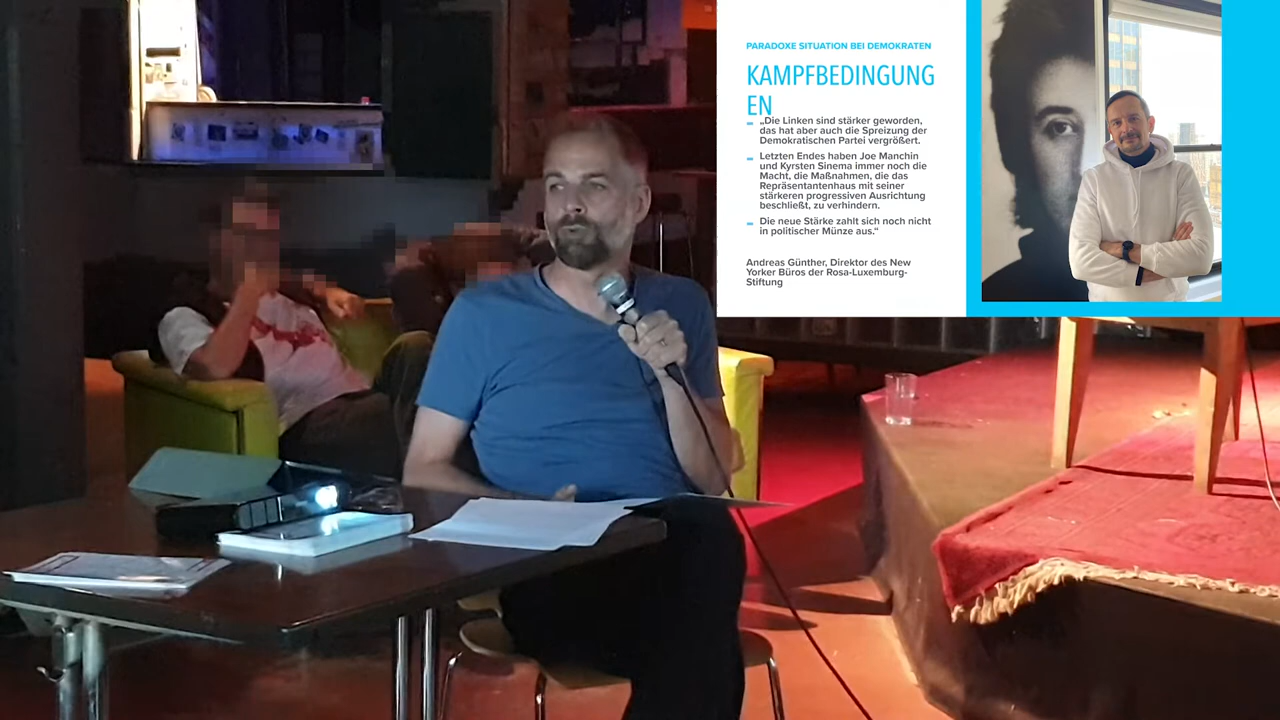 PARADOXE SITUATION BEI DEMOKRATEN
KAMPFBEDINGUNG
EN
- „Die Linken sind stärker geworden,
das hat aber auch die Spreizung der
Demokratischen Partei vergrößert.
- Letzten Endes haben Joe Manchin
und Kyrsten Sinema immer noch die
Macht, die Maßnahmen, die das
Repräsentantenhaus mit seiner
stärkeren progressiven Ausrichtung
beschließt, zu verhindern.
- Die neue Stärke zahlt sich noch nicht
in politischer Münze aus.“
Andreas Günther, Direktor des New
Yorker Büros der Rosa-Luxemburg-
Stiftung